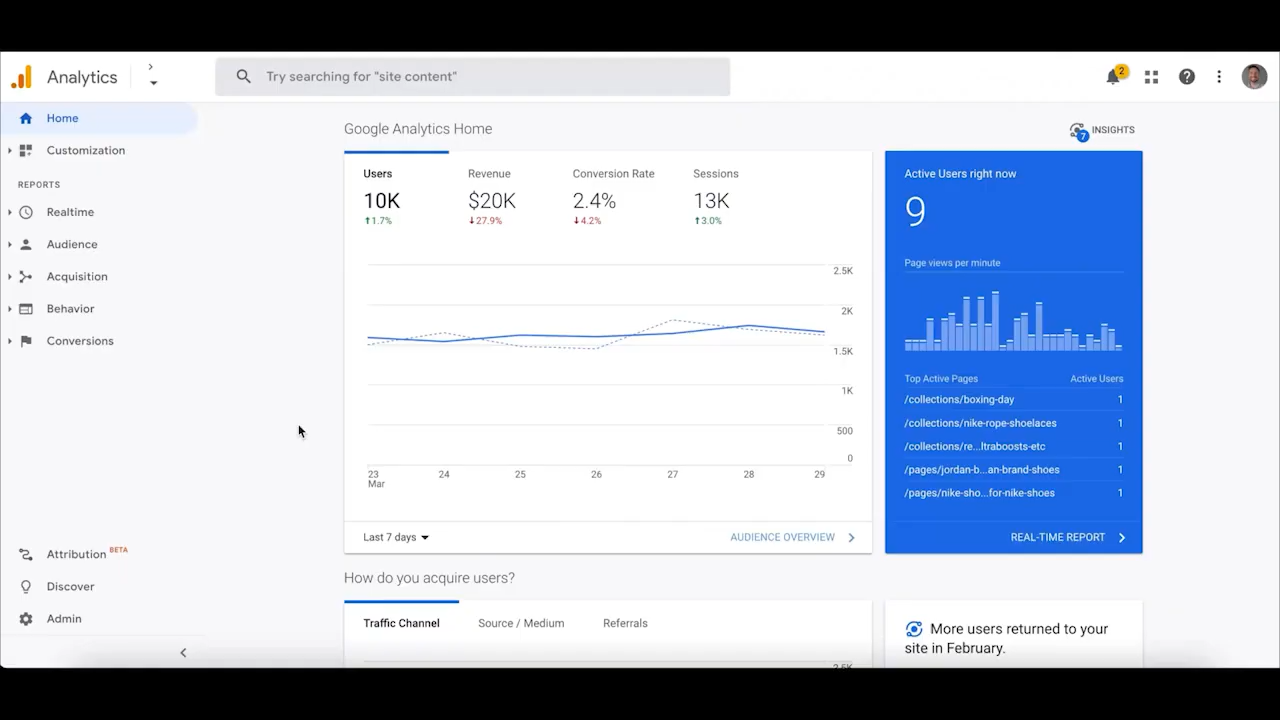 Analytics
Try searching for "site content"
2
Home
Customization
REPORTS
Realtime
Audience
Acquisition
Behavior
Conversions
Attribution BETA
Discover
Admin
Google Analytics Home
7 INSIGHTS
Users Revenue Conversion Rate Sessions
10K $20K 2.4% 13K
↑1.7% ↓27.9% ↓4.2% ↑3.0%
2.5K
2K
1.5K
1K
500
0
23 24 25 26 27 28 29
Mar
Last 7 days AUDIENCE OVERVIEW
Active Users right now
9
Page views per minute
Top Active Pages Active Users
/collections/boxing-day 1
/collections/nike-rope-shoelaces 1
/collections/re...ltraboosts-etc 1
/pages/jordan-b...an-brand-shoes 1
/pages/nike-sho...for-nike-shoes 1
REAL-TIME REPORT
How do you acquire users?
Traffic Channel Source / Medium Referrals
2.5K
More users returned to your
site in February.